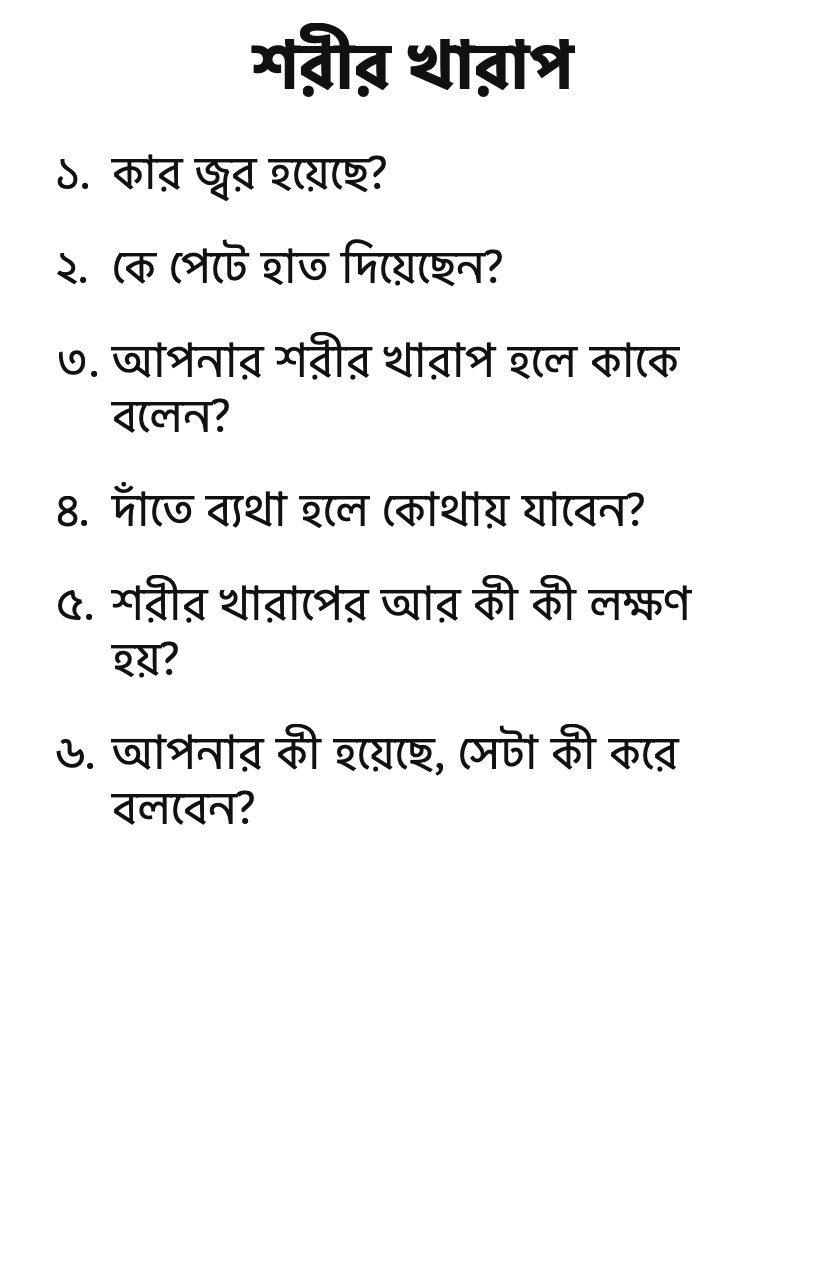 শরীর খারাপ
১. কার জ্বর হয়েছে?
২. কে পেটে হাত দিয়েছেন?
৩. আপনার শরীর খারাপ হলে কাকে
বলেন?
৪. দাঁতে ব্যথা হলে কোথায় যাবেন?
৫. শরীর খারাপের আর কী কী লক্ষণ
হয়?
৬. আপনার কী হয়েছে, সেটা কী করে
বলবেন?